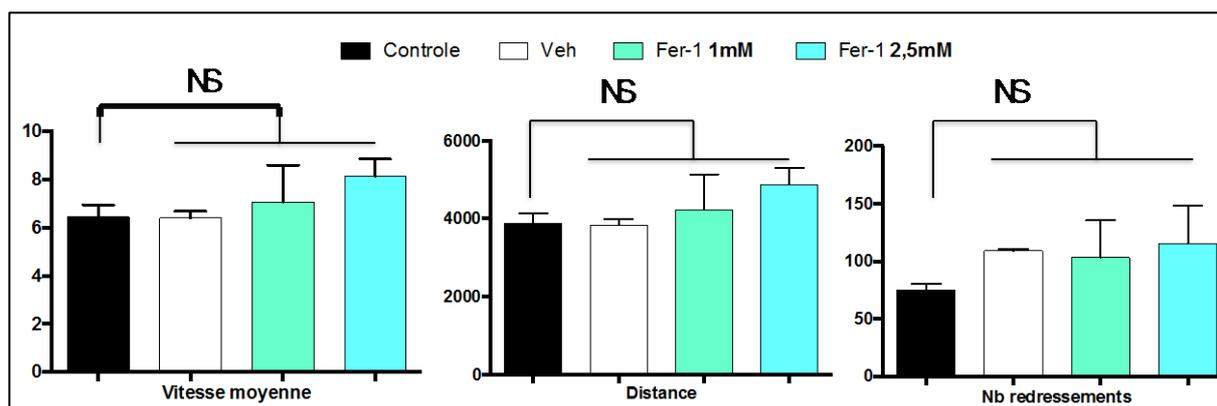 Controle Veh Fer-1 1mM Fer-1 2,5mM
NS
10
8
6
4
2
0
Vitesse moyenne
NS
6000
4000
2000
0
Distance
NS
200
150
100
50
0
Nb redressements